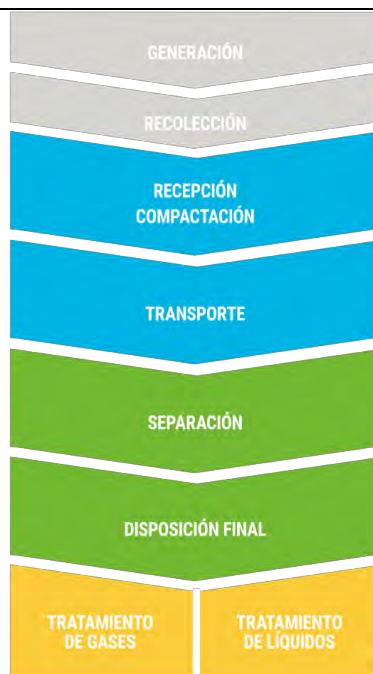 GENERACIÓN
RECOLECCIÓN
RECEPCIÓN
COMPACTACIÓN
TRANSPORTE
SEPARACIÓN
DISPOSICIÓN FINAL
TRATAMIENTO
DE GASES
TRATAMIENTO
DE LÍQUIDOS